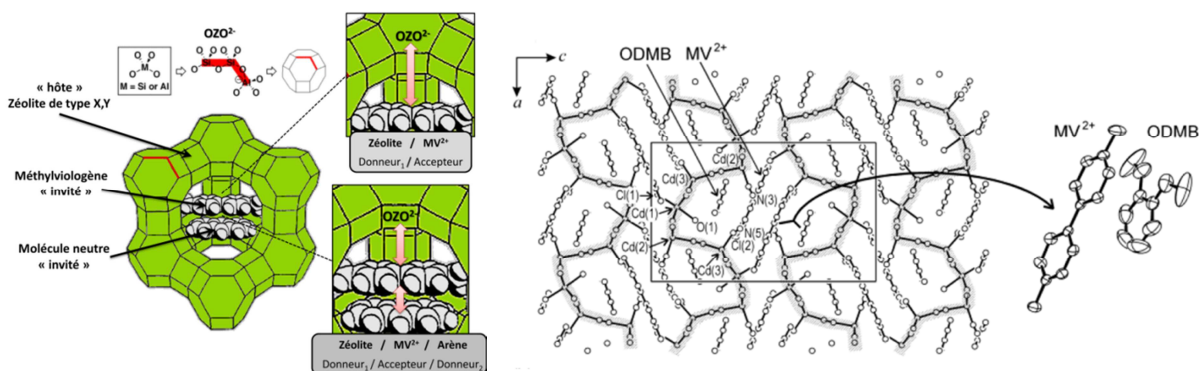 OZO²⁻
O
O
M
O
O
M = Si or Al
O
O
O
O
Si
O
Si
O
O
O
O
O
« hôte »
Zéolite de type X,Y
Méthylviologène
« invité »
Molécule neutre
« invité »
OZO²⁻
Zéolite / MV²⁺
Donneur₁ / Accepteur
OZO²⁻
Zéolite / MV²⁺ / Arène
Donneur₁ / Accepteur / Donneur₂
c
a
ODMB
MV²⁺
Cd(2)
Cd(3)
Cl(1)
N(3)
Cd(1)
O(1)
N(5)
Cd(2)
Cl(2)
Cd(3)
MV²⁺
ODMB